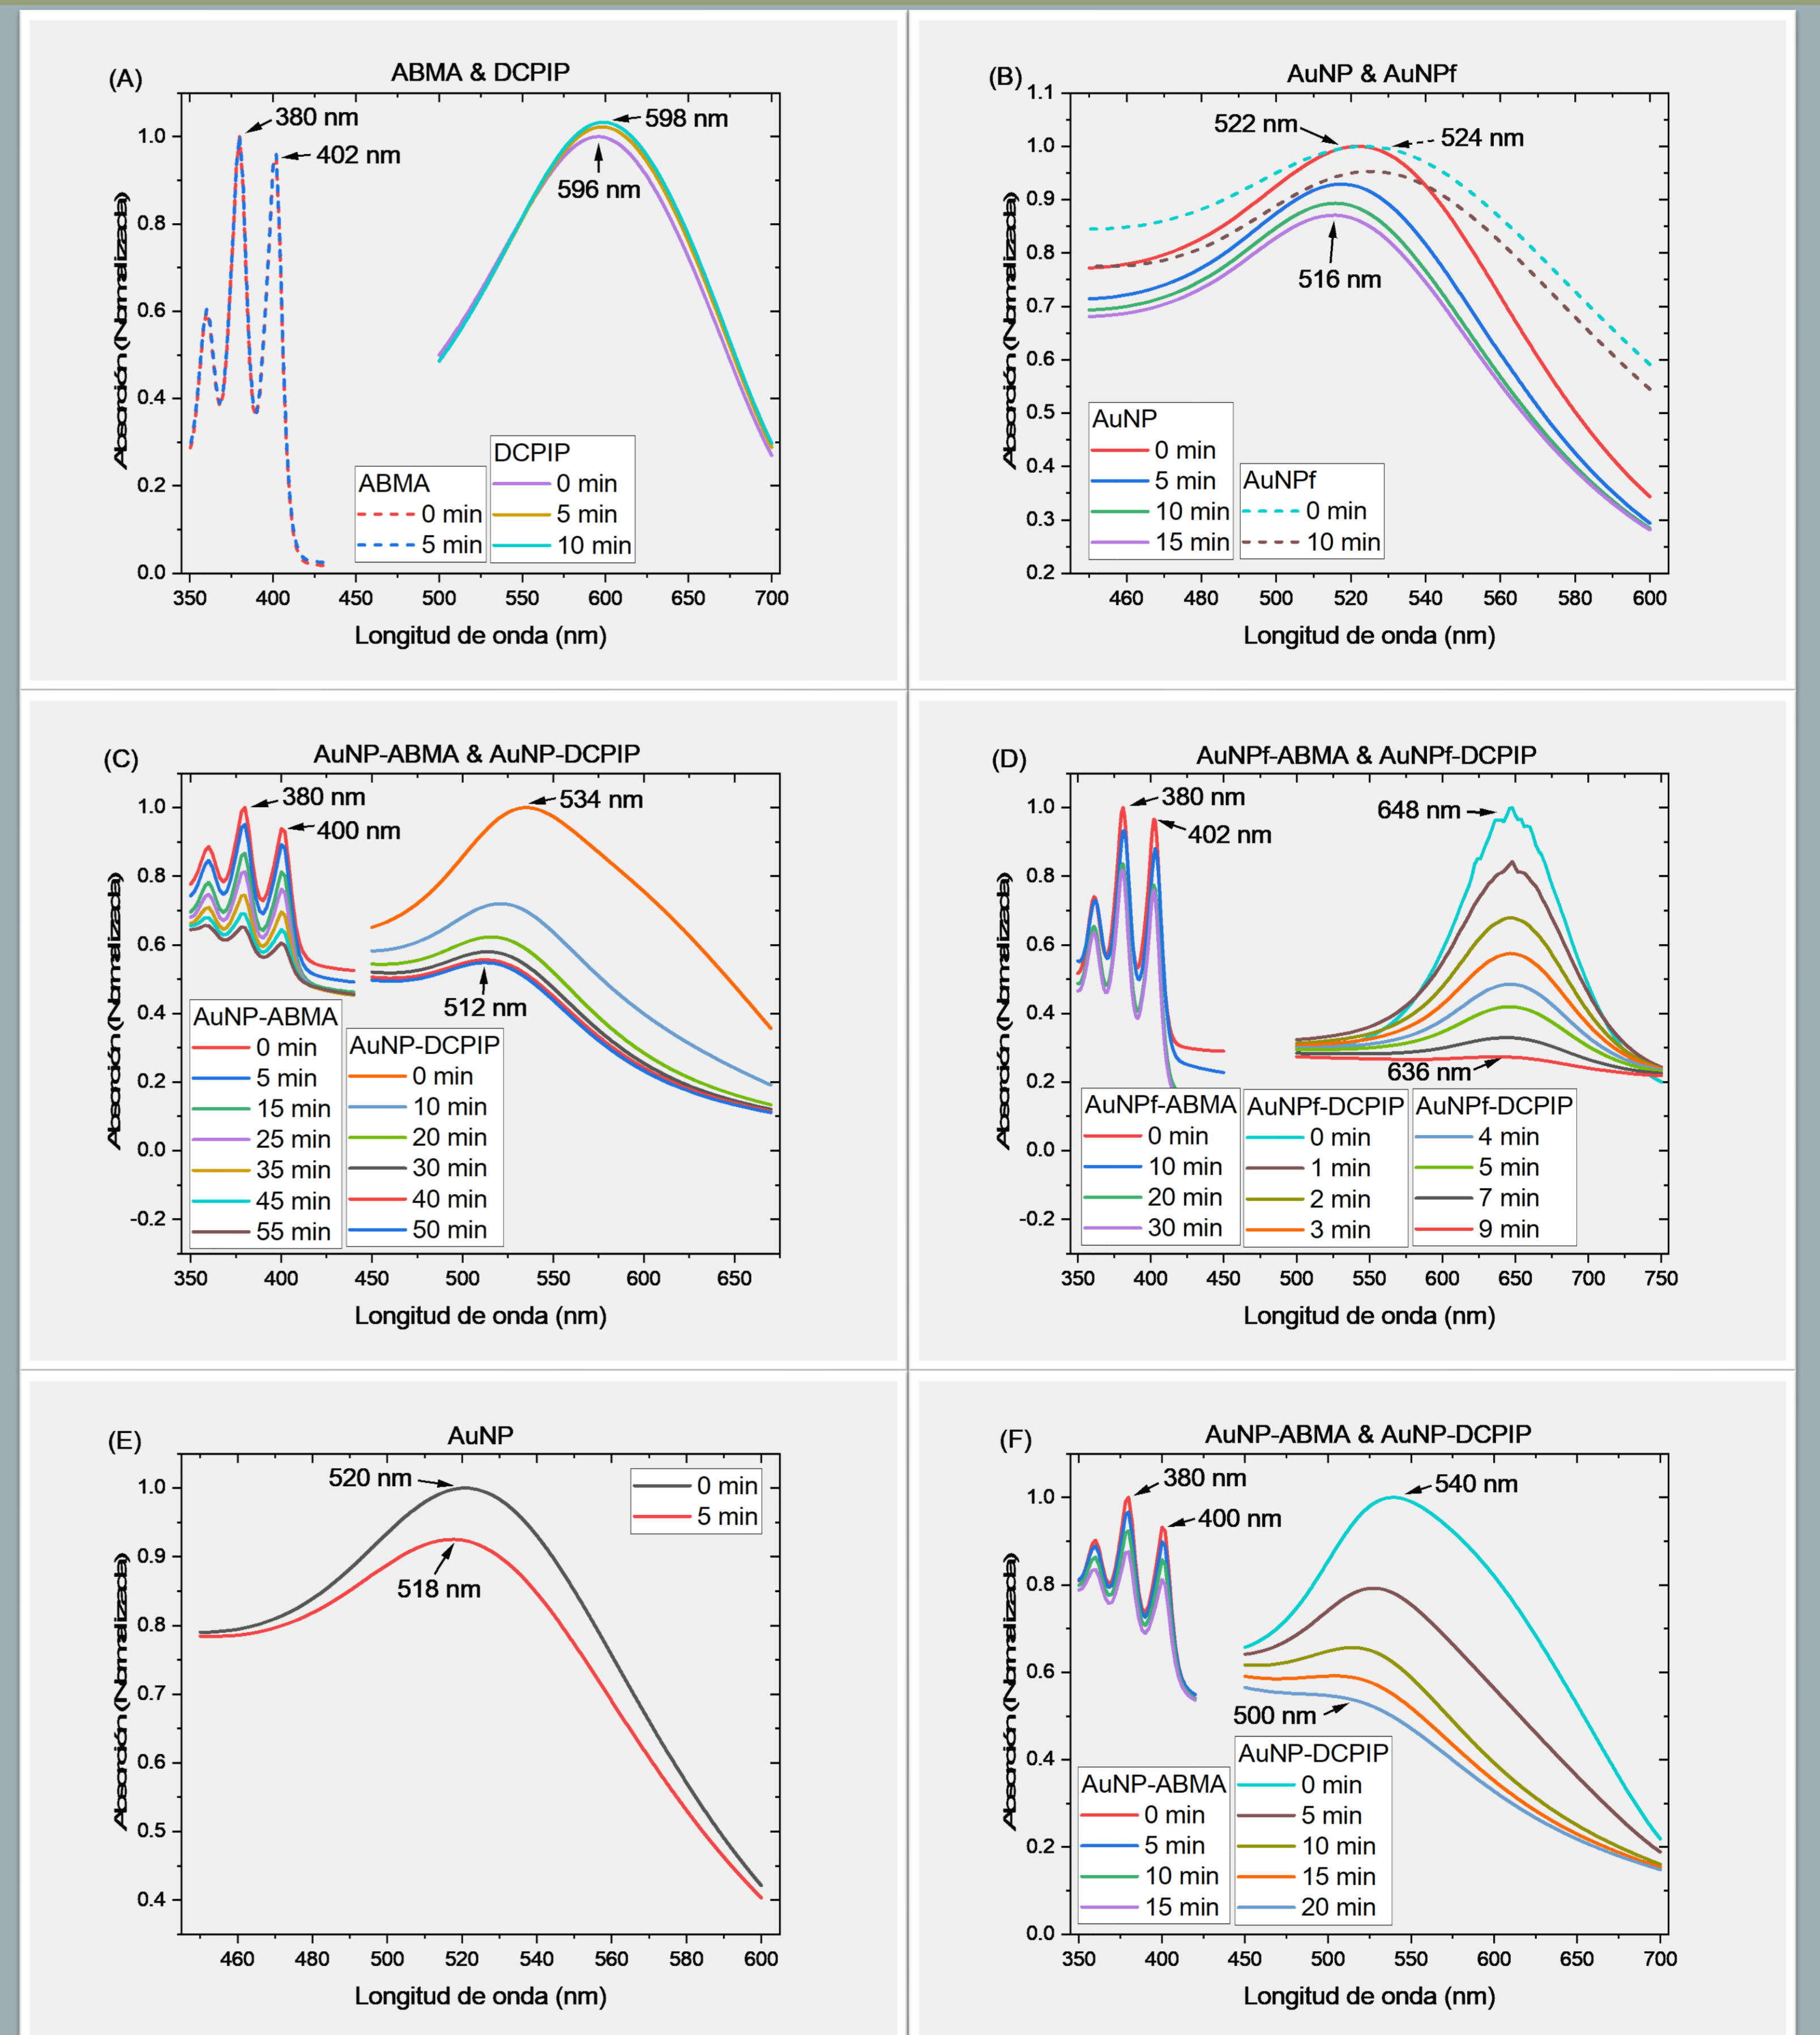 (A)
ABMA & DCPIP
380 nm
402 nm
598 nm
596 nm
Absorción (Normalizada)
1.0
0.8
0.6
0.4
0.2
0.0
DCPIP
0 min
5 min
10 min
ABMA
0 min
5 min
350 400 450 500 550 600 650 700
Longitud de onda (nm)
(B)
AuNP & AuNPf
522 nm
524 nm
516 nm
Absorción (Normalizada)
1.1
1.0
0.9
0.8
0.7
0.6
0.5
0.4
0.3
0.2
AuNP
0 min
5 min
10 min
15 min
AuNPf
0 min
10 min
460 480 500 520 540 560 580 600
Longitud de onda (nm)
(C)
AuNP-ABMA & AuNP-DCPIP
380 nm
400 nm
534 nm
512 nm
Absorción (Normalizada)
1.0
0.8
0.6
0.4
0.2
0.0
-0.2
AuNP-ABMA
0 min
5 min
15 min
25 min
35 min
45 min
55 min
AuNP-DCPIP
0 min
10 min
20 min
30 min
40 min
50 min
350 400 450 500 550 600 650
Longitud de onda (nm)
(D)
AuNPf-ABMA & AuNPf-DCPIP
380 nm
402 nm
648 nm
636 nm
Absorción (Normalizada)
1.0
0.8
0.6
0.4
0.2
0.0
-0.2
AuNPf-ABMA
0 min
10 min
20 min
30 min
AuNPf-DCPIP
0 min
1 min
2 min
3 min
AuNPf-DCPIP
4 min
5 min
7 min
9 min
350 400 450 500 550 600 650 700 750
Longitud de onda (nm)
(E)
AuNP
520 nm
518 nm
0 min
5 min
Absorción (Normalizada)
1.0
0.9
0.8
0.7
0.6
0.5
0.4
460 480 500 520 540 560 580 600
Longitud de onda (nm)
(F)
AuNP-ABMA & AuNP-DCPIP
380 nm
400 nm
540 nm
500 nm
Absorción (Normalizada)
1.0
0.8
0.6
0.4
0.2
0.0
AuNP-ABMA
0 min
5 min
10 min
15 min
AuNP-DCPIP
0 min
5 min
10 min
15 min
20 min
350 400 450 500 550 600 650 700
Longitud de onda (nm)